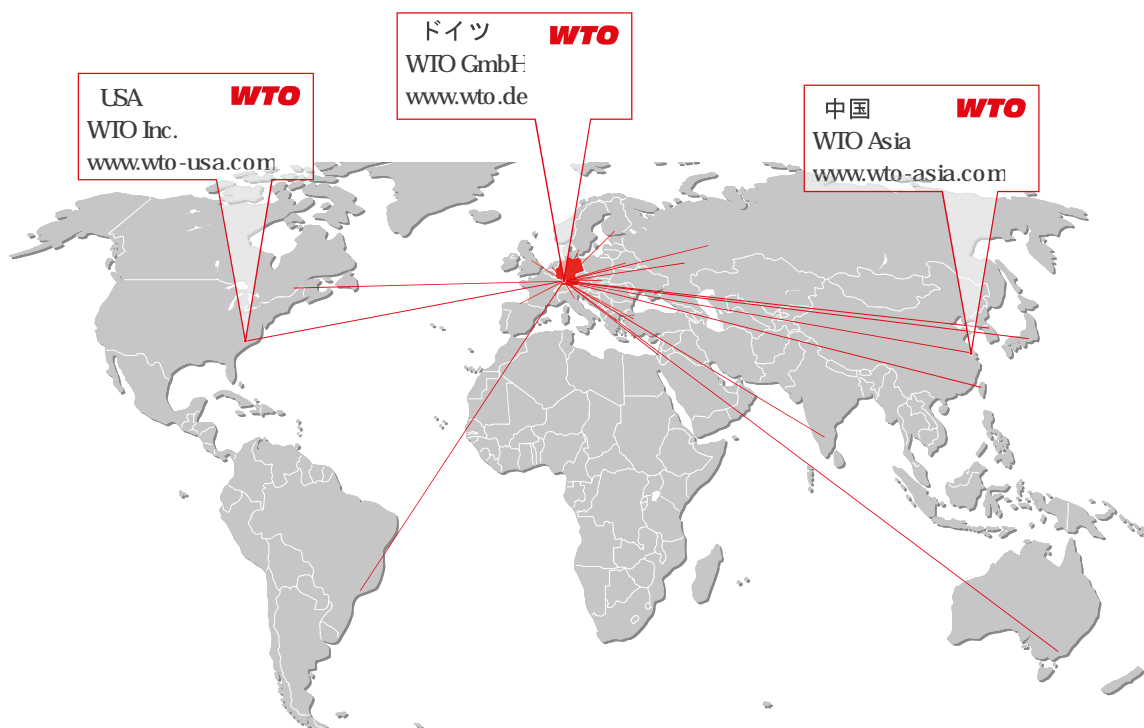 USA
WTO
WTO Inc.
www.wto-usa.com
ドイツ
WTO
WTO GmbH
www.wto.de
中国
WTO
WTO Asia
www.wto-asia.com